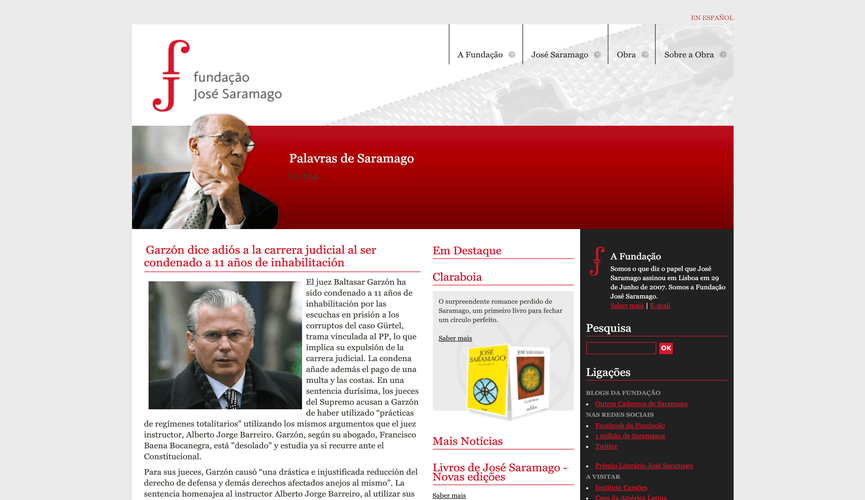 EN ESPAÑOL
fundação
José Saramago
A Fundação
José Saramago
Obra
Sobre a Obra
Palavras de Saramago
Garzón dice adiós a la carrera judicial al ser
condenado a 11 años de inhabilitación
El juez Baltasar Garzón ha
sido condenado a 11 años de
inhabilitación por las
escuchas en prisión a los
corruptos del caso Gürtel,
trama vinculada al PP, lo que
implica su expulsión de la
carrera judicial. La condena
añade además el pago de una
multa y las costas. En una
sentencia durísima, los jueces
del Supremo acusan a Garzón
de haber utilizado “prácticas
de regímenes totalitarios” utilizando los mismos argumentos que el juez
instructor, Alberto Jorge Barreiro. Garzón, según su abogado, Francisco
Baena Bocanegra, está "desolado” y estudia ya si recurre ante el
Constitucional.
Para sus jueces, Garzón causó “una drástica e injustificada reducción del
derecho de defensa y demás derechos afectados anejos al mismo”. La
sentencia homenajea al instructor Alberto Jorge Barreiro, al utilizar sus
Em Destaque
Claraboia
O surpreendente romance perdido de
Saramago, um primeiro livro para fechar
um círculo perfeito.
Saber mais
JOSÉ
SARAMAGO
JOSÉ
SARAMAGO
Mais Notícias
Livros de José Saramago -
Novas edições
Saber mais
A Fundação
Somos o que diz o papel que José
Saramago assinou em Lisboa em 29
de Junho de 2007. Somos a Fundação
José Saramago.
Saber mais | E-mail
Pesquisa
OK
Ligações
BLOGS DA FUNDAÇÃO
Outros Cadernos de Saramago
NAS REDES SOCIAIS
Facebook da Fundação
1 milhão de Saramagos
Twitter
Prémio Literário José Saramago
A VISITAR
Instituto Camões
Casa da América Latina